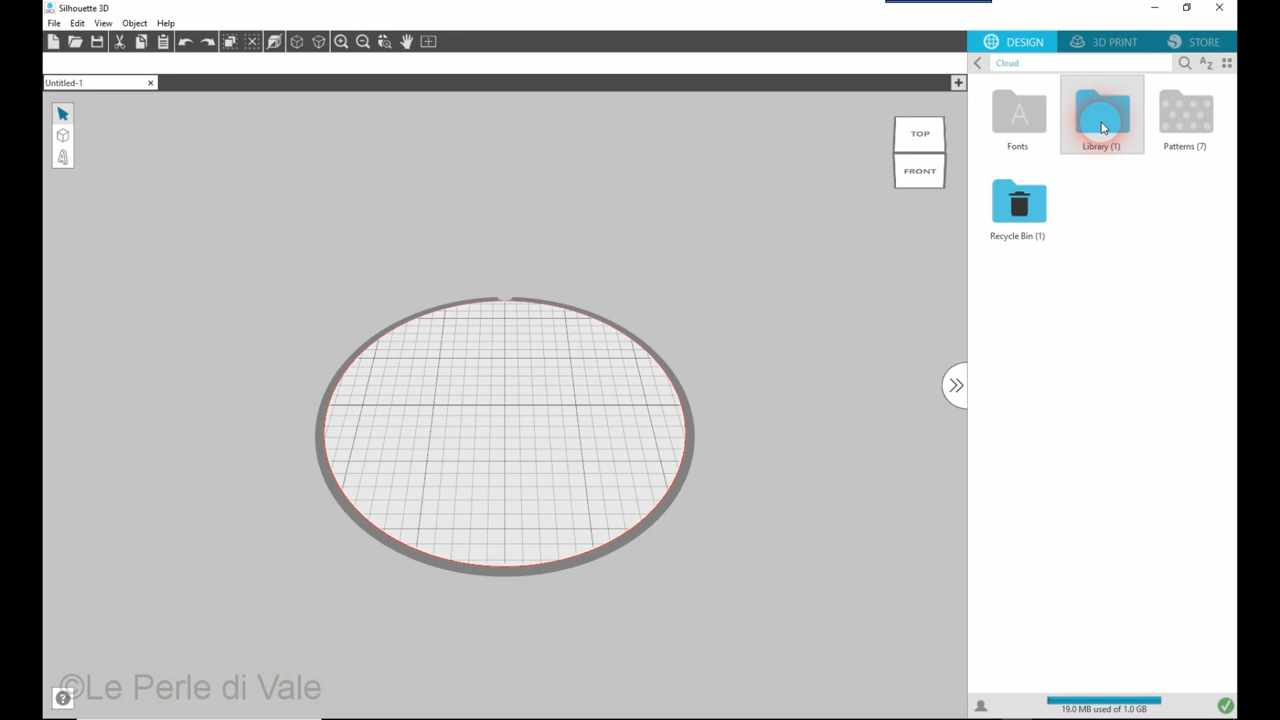 Silhouette 3D
File Edit View Object Help
DESIGN 3D PRINT STORE
Cloud
Untitled-1
A
Fonts Library (1) Patterns (7)
Recycle Bin (1)
TOP
FRONT
©Le Perle di Vale
19.0 MB used of 1.0 GB